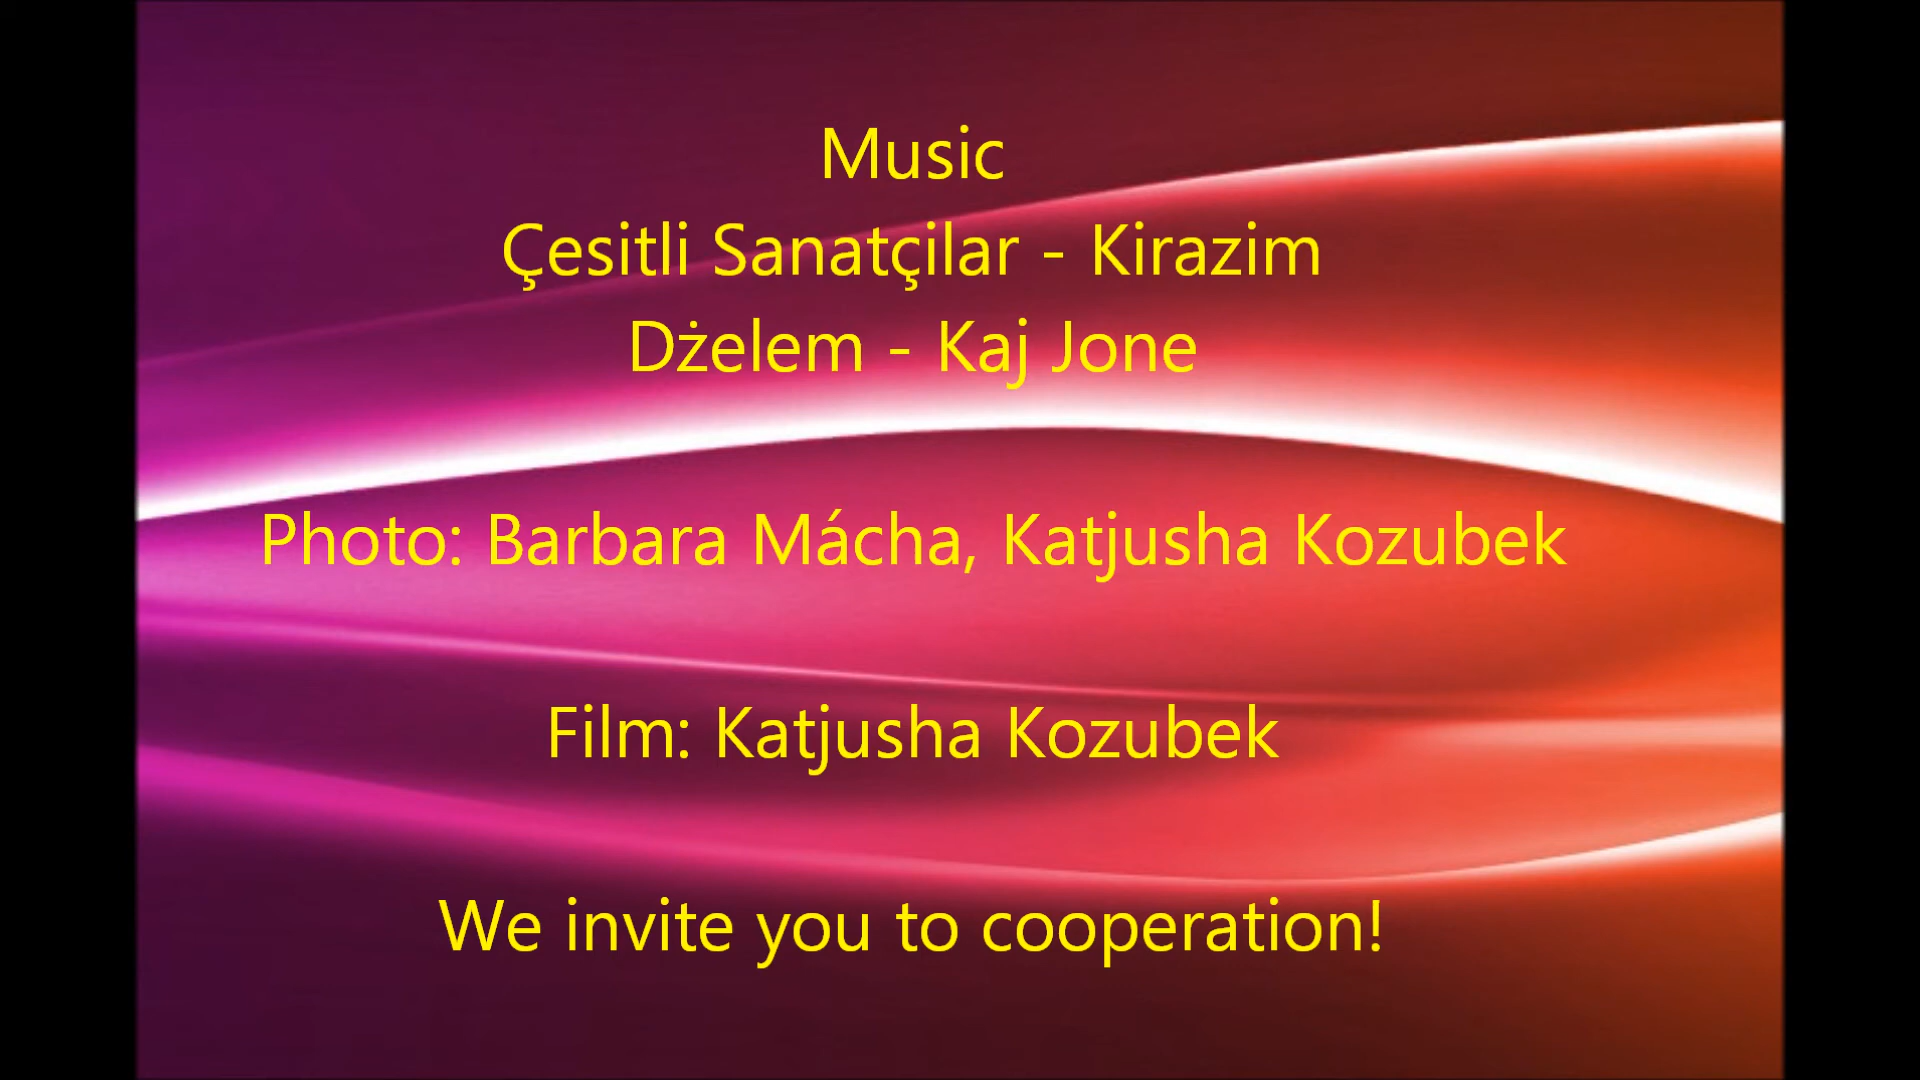 Music
Çesitli Sanatçilar - Kirazim
Dżelem - Kaj Jone
Photo: Barbara Mácha, Katjusha Kozubek
Film: Katjusha Kozubek
We invite you to cooperation!